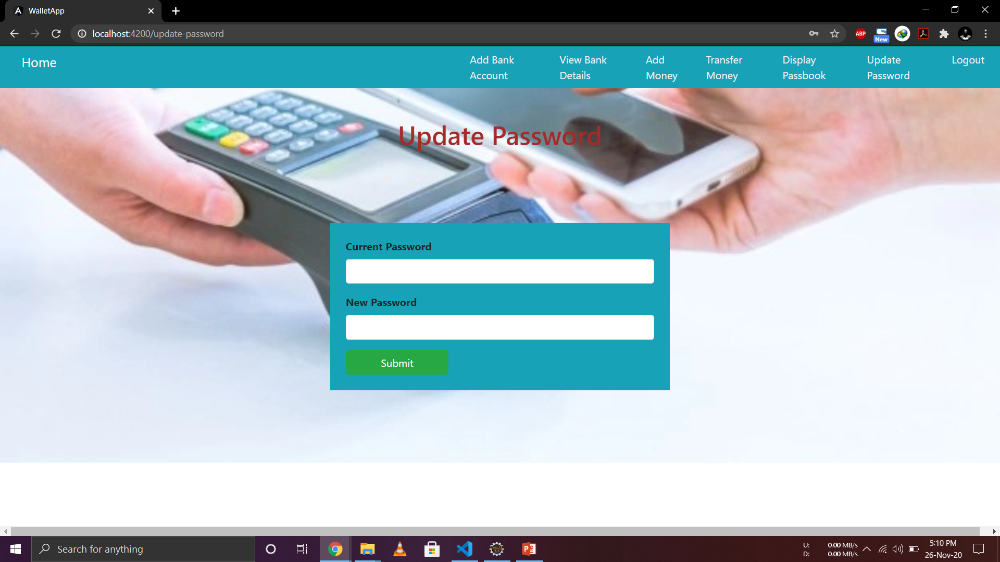 WalletApp
localhost:4200/update-password
ABP
New
Home
Add Bank
Account
View Bank
Details
Add
Money
Transfer
Money
Display
Passbook
Update
Password
Logout
Update Password
Current Password
New Password
Submit
Search for anything
U: 0.00 MB/s
D: 0.00 MB/s
5:10 PM
26-Nov-20